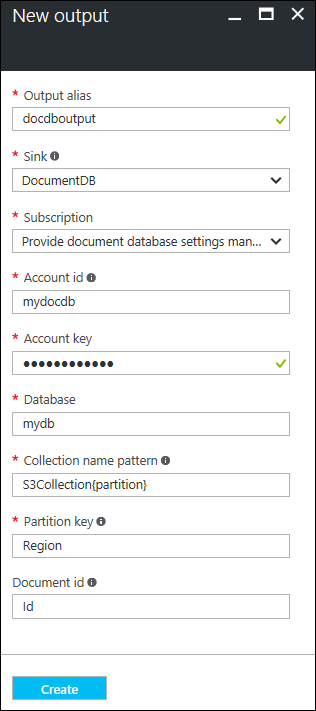 New output
* Output alias
docdboutput
* Sink
DocumentDB
* Subscription
Provide document database settings man...
* Account id
mydocdb
* Account key
●●●●●●●●●●●●
* Database
mydb
* Collection name pattern
S3Collection{partition}
* Partition key
Region
Document id
Id
Create